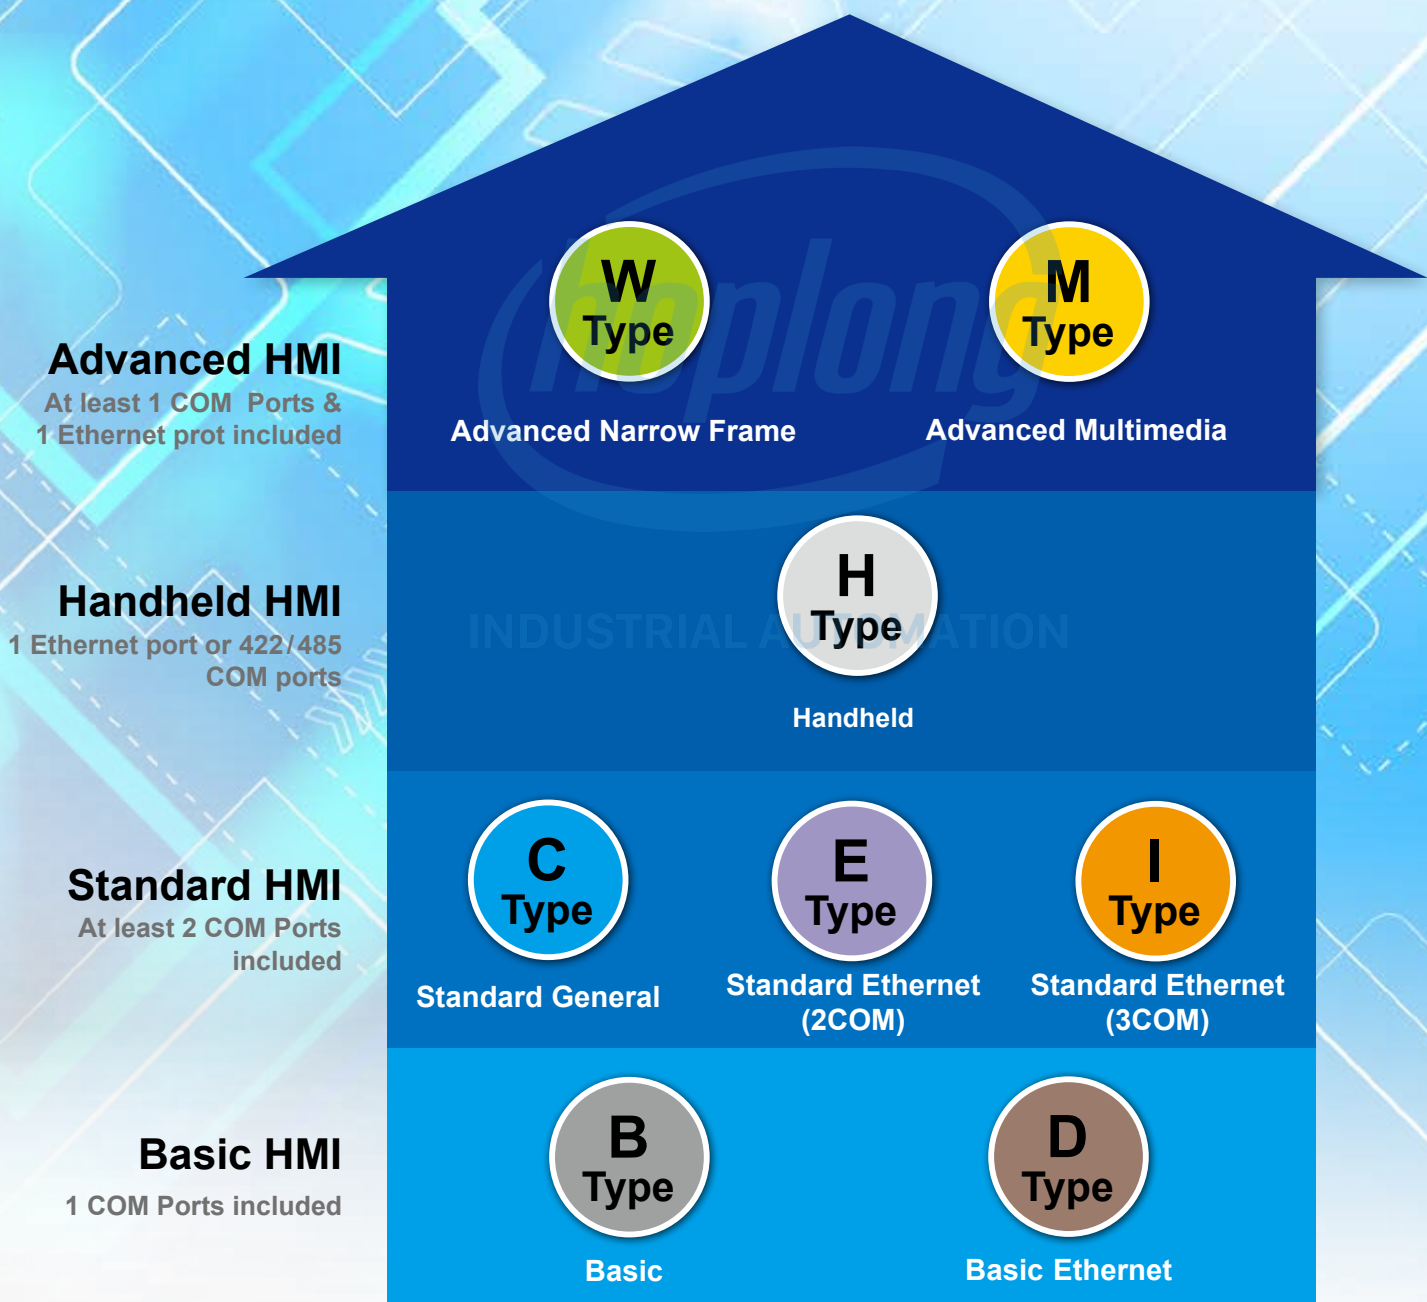 hoplong
INDUSTRIAL AUTOMATION
Advanced HMI
At least 1 COM Ports &
1 Ethernet prot included
W
Type
Advanced Narrow Frame
M
Type
Advanced Multimedia
Handheld HMI
1 Ethernet port or 422/485
COM ports
H
Type
Handheld
Standard HMI
At least 2 COM Ports
included
C
Type
Standard General
E
Type
Standard Ethernet
(2COM)
I
Type
Standard Ethernet
(3COM)
Basic HMI
1 COM Ports included
B
Type
Basic
D
Type
Basic Ethernet